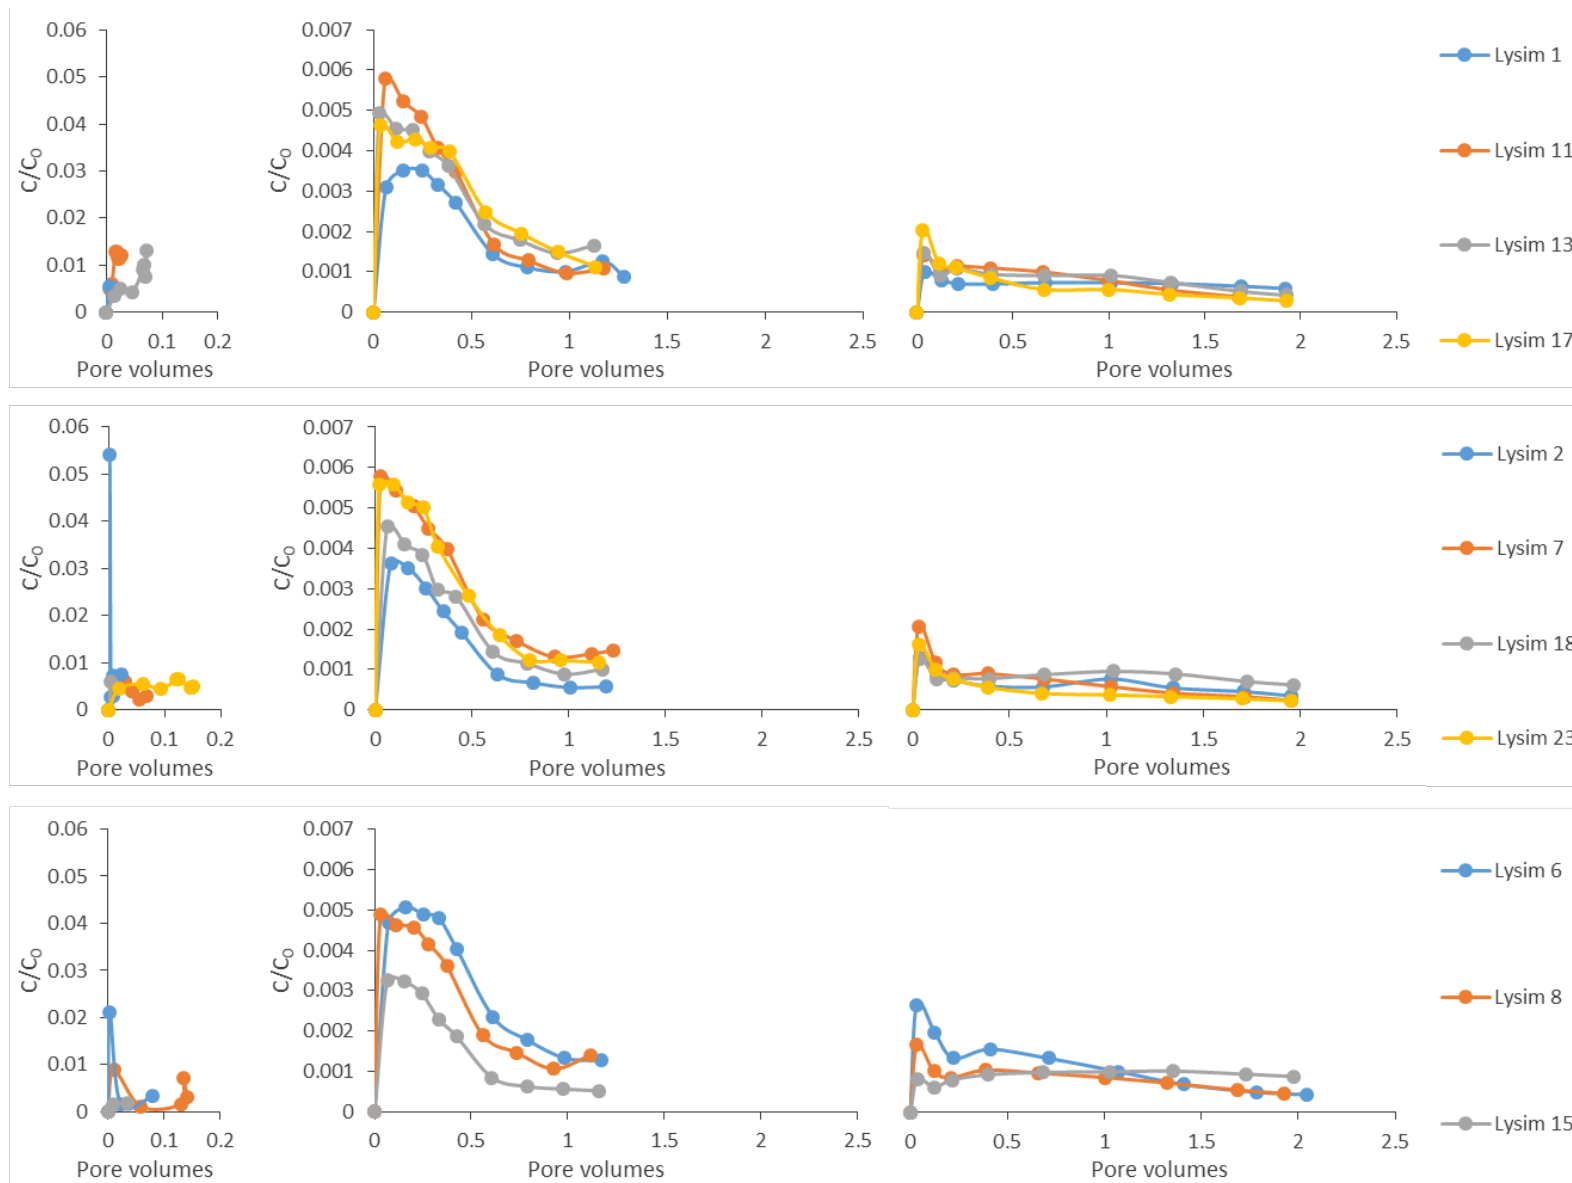 0.06
0.05
0.04
0.03
0.02
0.01
0
C/C₀
0 0.1 0.2
Pore volumes
0.007
0.006
0.005
0.004
0.003
0.002
0.001
0
C/C₀
0 0.5 1 1.5 2 2.5
Pore volumes
0 0.5 1 1.5 2 2.5
Pore volumes
Lysim 1
Lysim 11
Lysim 13
Lysim 17
0.06
0.05
0.04
0.03
0.02
0.01
0
C/C₀
0 0.1 0.2
Pore volumes
0.007
0.006
0.005
0.004
0.003
0.002
0.001
0
C/C₀
0 0.5 1 1.5 2 2.5
Pore volumes
0 0.5 1 1.5 2 2.5
Pore volumes
Lysim 2
Lysim 7
Lysim 18
Lysim 23
0.06
0.05
0.04
0.03
0.02
0.01
0
C/C₀
0 0.1 0.2
Pore volumes
0.007
0.006
0.005
0.004
0.003
0.002
0.001
0
C/C₀
0 0.5 1 1.5 2 2.5
Pore volumes
0 0.5 1 1.5 2 2.5
Pore volumes
Lysim 6
Lysim 8
Lysim 15